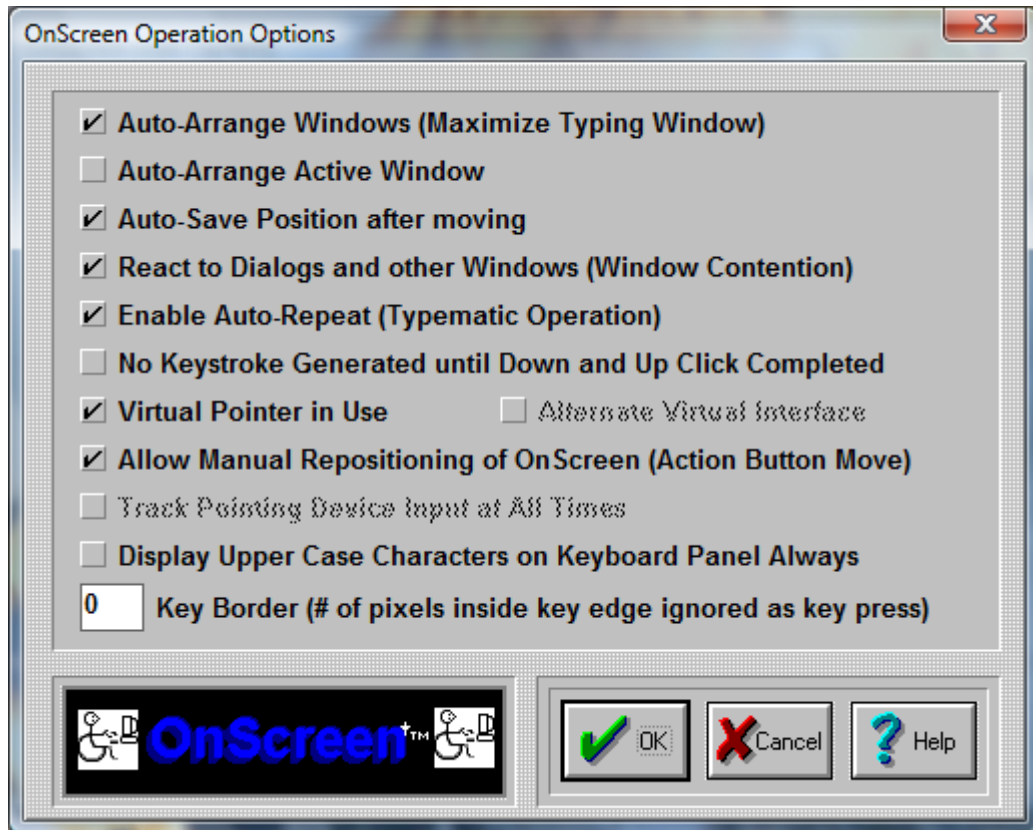 OnScreen Operation Options
Auto-Arrange Windows (Maximize Typing Window)
Auto-Arrange Active Window
Auto-Save Position after moving
React to Dialogs and other Windows (Window Contention)
Enable Auto-Repeat (Typematic Operation)
No Keystroke Generated until Down and Up Click Completed
Virtual Pointer in Use Alternate Virtual Interface
Allow Manual Repositioning of OnScreen (Action Button Move)
Track Pointing Device Input at All Times
Display Upper Case Characters on Keyboard Panel Always
0 Key Border (# of pixels inside key edge ignored as key press)
OnScreen™ OK Cancel Help